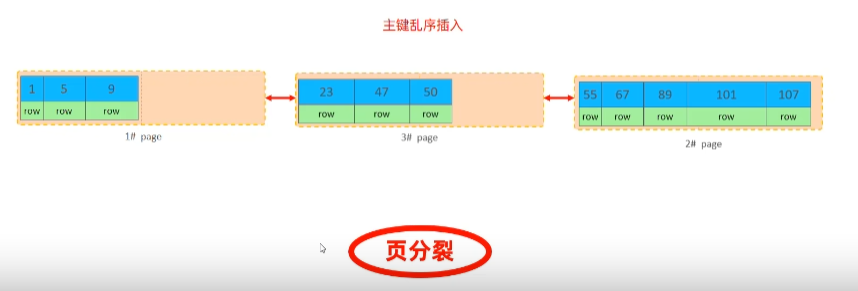 主键乱序插入
1 5 9
row row row
1# page
23 47 50
row row row
3# page
55 67 89 101 107
row row row row row
2# page
页分裂